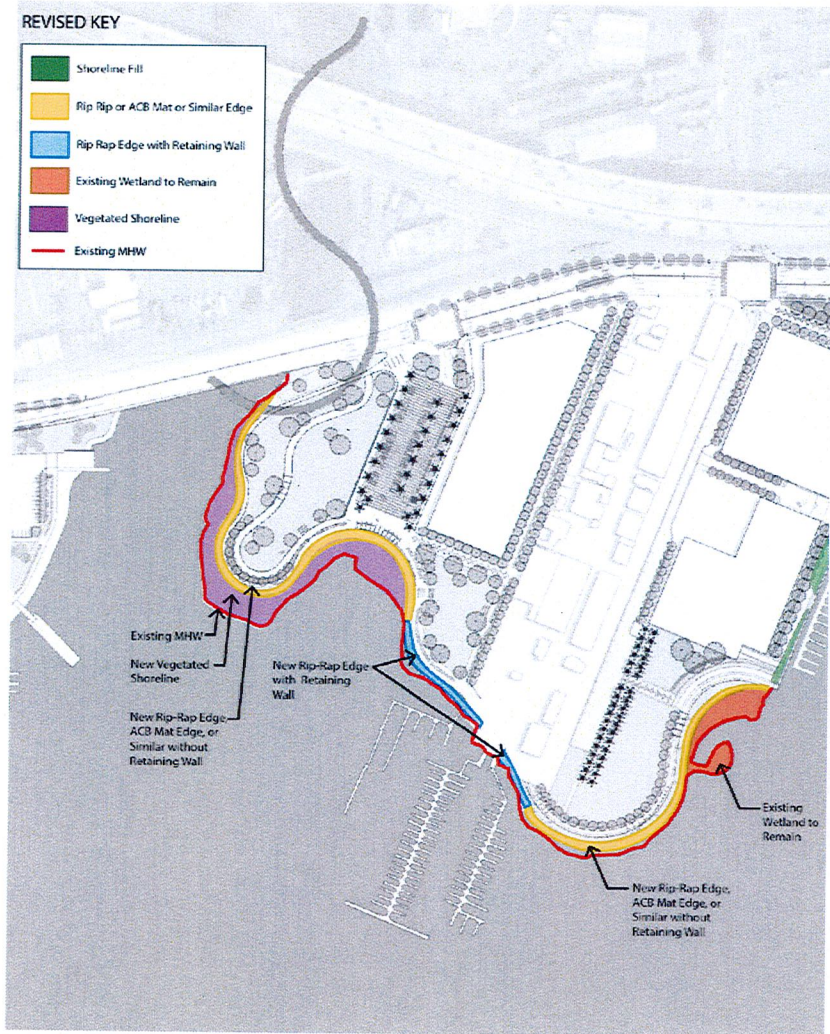 REVISED KEY
Shoreline Fill
Rip Rip or ACB Mat or Similar Edge
Rip Rap Edge with Retaining Wall
Existing Wetland to Remain
Vegetated Shoreline
Existing MHW
Existing MHW
New Vegetated
Shoreline
New Rip-Rap Edge,
ACB Mat Edge, or
Similar without
Retaining Wall
New Rip-Rap Edge
with Retaining
Wall
Existing
Wetland to
Remain
New Rip-Rap Edge,
ACB Mat Edge, or
Similar without
Retaining Wall